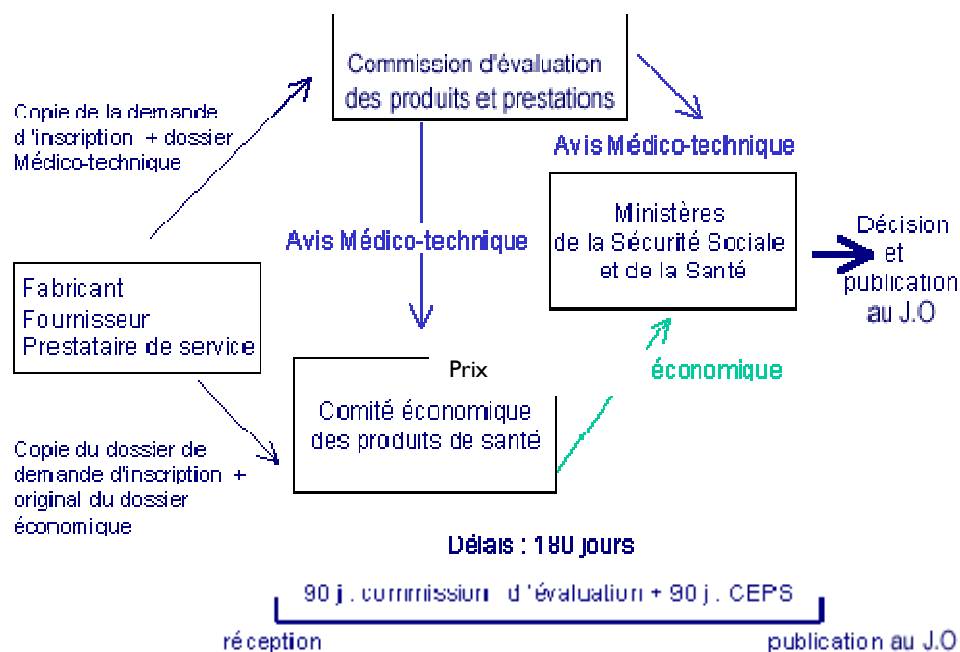 Commission d'évaluation
des produits et prestations
Copie de la demande
d 'inscription + dossier
Médico-technique
Avis Médico-technique
Ministères
de la Sécurité Sociale
et de la Santé
Décision
et
publication
au J.O
Avis Médico-technique
Fabricant
Fournisseur
Prestataire de service
Prix
Comité économique
des produits de santé
économique
Copie du dossier de
demande d'inscription +
original du dossier
économique
Délais : 180 jours
90 j . commission d 'évaluation + 90 j . CEPS
réception
publication au J.O